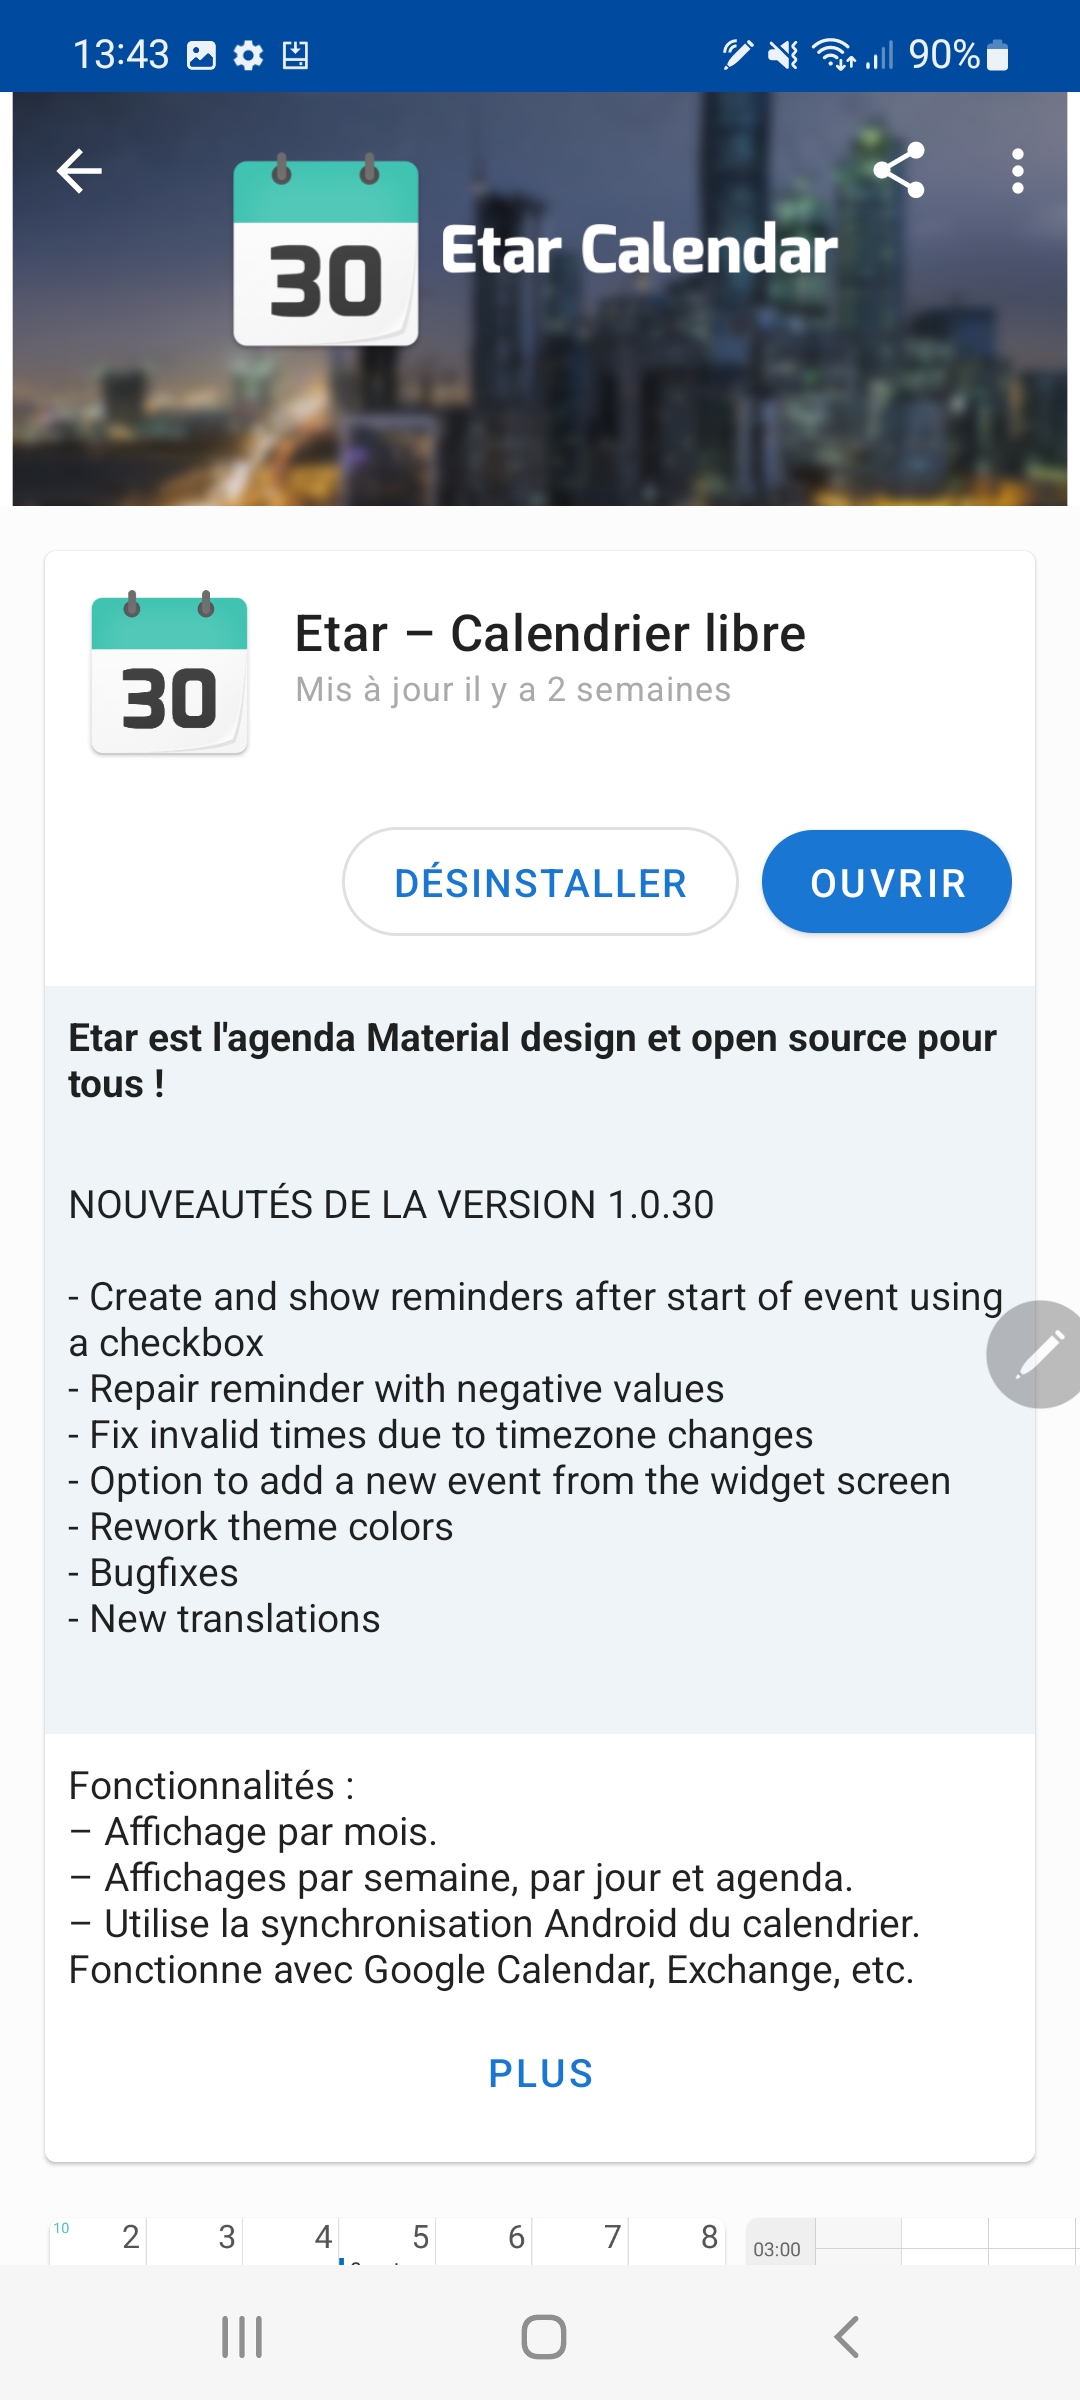 13:43
90%
30
Etar Calendar
30
Etar – Calendrier libre
Mis à jour il y a 2 semaines
DÉSINSTALLER
OUVRIR
Etar est l'agenda Material design et open source pour
tous !
NOUVEAUTÉS DE LA VERSION 1.0.30
- Create and show reminders after start of event using
a checkbox
- Repair reminder with negative values
- Fix invalid times due to timezone changes
- Option to add a new event from the widget screen
- Rework theme colors
- Bugfixes
- New translations
Fonctionnalités :
– Affichage par mois.
– Affichages par semaine, par jour et agenda.
– Utilise la synchronisation Android du calendrier.
Fonctionne avec Google Calendar, Exchange, etc.
PLUS
10 2 3 4 5 6 7 8
03:00